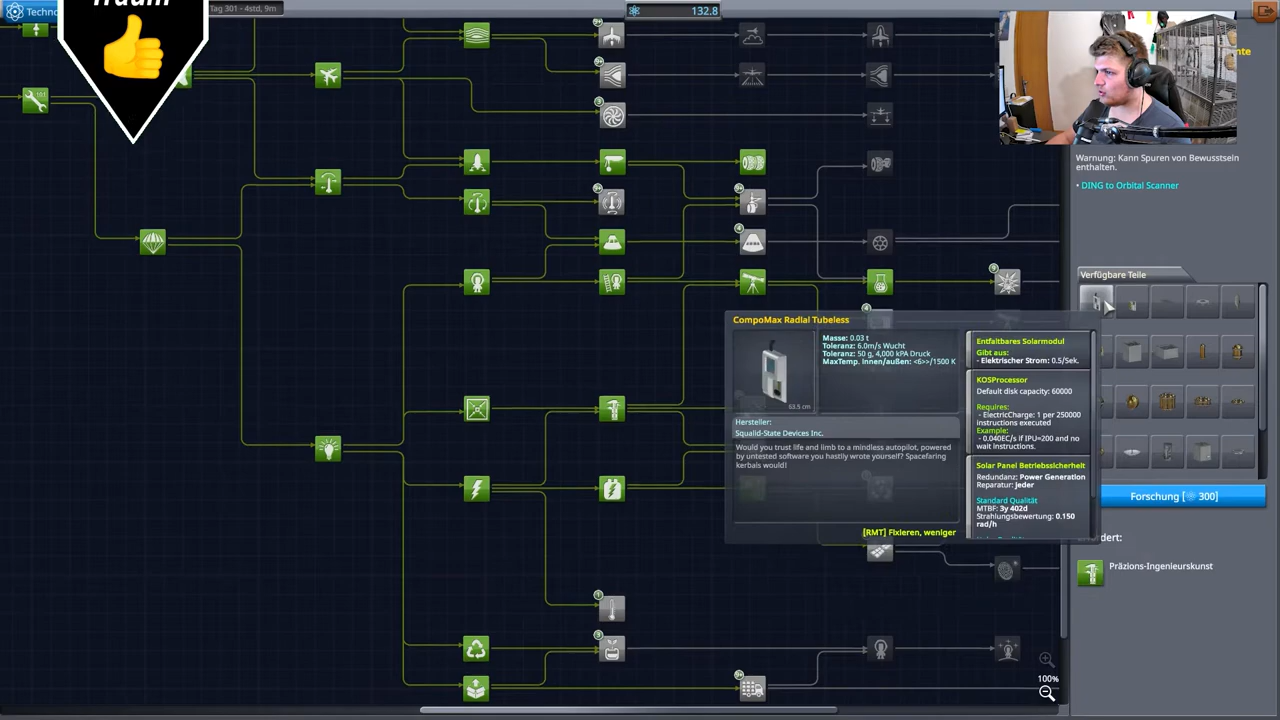 Traum
Techno
Tag 301 - 4std, 9m
132.8
nte
Warnung: Kann Spuren von Bewusstsein
enthalten.
• DING to Orbital Scanner
Verfügbare Teile
CompoMax Radial Tubeless
Masse: 0.03 t
Toleranz: 6.0m/s Wucht
Toleranz: 50 g, 4,000 kPA Druck
MaxTemp. innen/außen: <6>>/1500 K
63.5 cm
Hersteller:
Squalid-State Devices Inc.
Would you trust life and limb to a mindless autopilot, powered
by untested software you hastily wrote yourself? Spacefaring
kerbals would!
[RMT] Fixieren, weniger
Entfaltbares Solarmodul
Gibt aus:
- Elektrischer Strom: 0.5/Sek.
KOSProcessor
Default disk capacity: 60000
Requires:
- ElectricCharge: 1 per 250000
instructions executed
Example:
- 0.040EC/s if IPU=200 and no
wait instructions.
Solar Panel Betriebssicherheit
Redundanz: Power Generation
Reparatur: jeder
Standard Qualität
MTBF: 3y 402d
Strahlungsbewertung: 0.150
rad/h
Forschung [300]
dert:
Präzions-Ingenieurskunst
100%